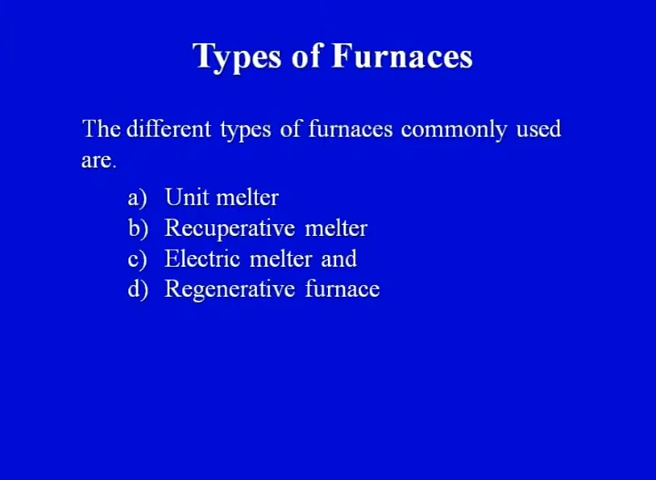 Types of Furnaces
The different types of furnaces commonly used
are.
a) Unit melter
b) Recuperative melter
c) Electric melter and
d) Regenerative furnace